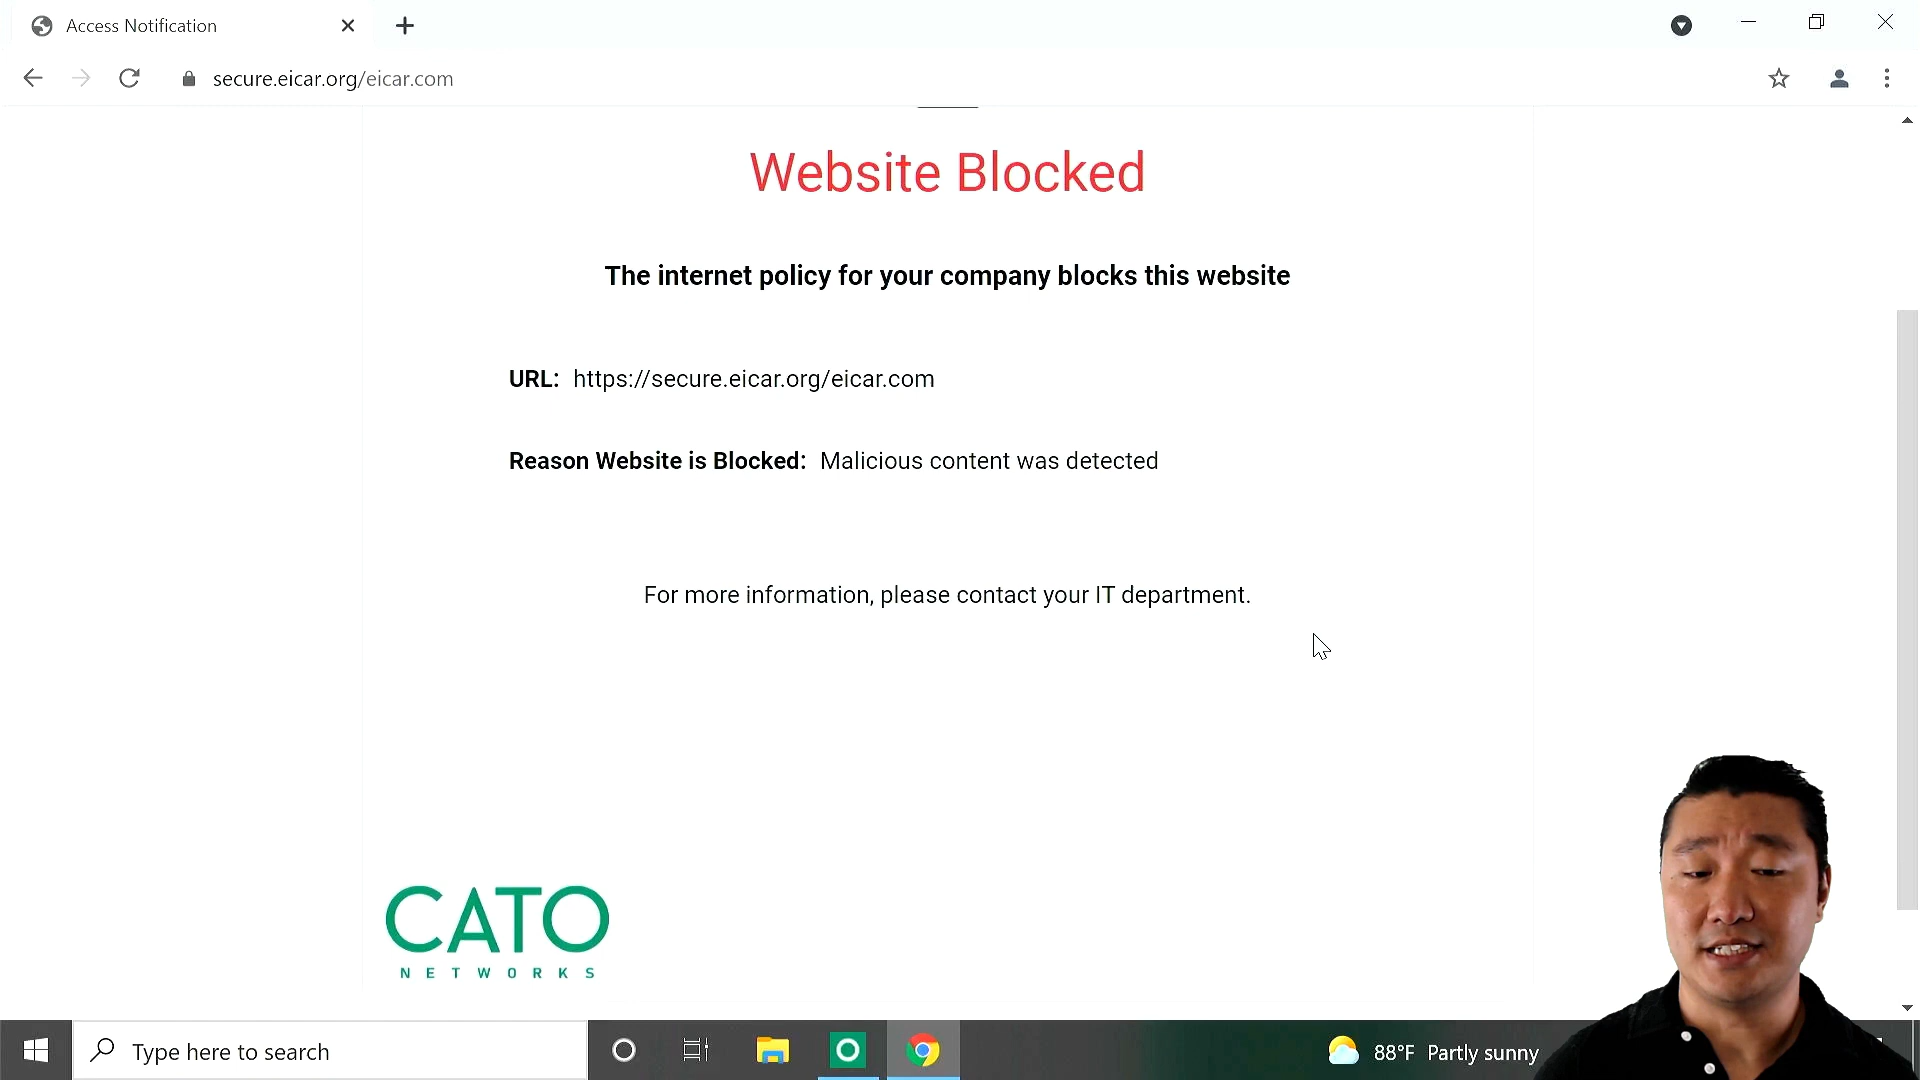 Access Notification
secure.eicar.org/eicar.com
Website Blocked
The internet policy for your company blocks this website
URL: https://secure.eicar.org/eicar.com
Reason Website is Blocked: Malicious content was detected
For more information, please contact your IT department.
CATO
NETWORKS
Type here to search
88°F Partly sunny